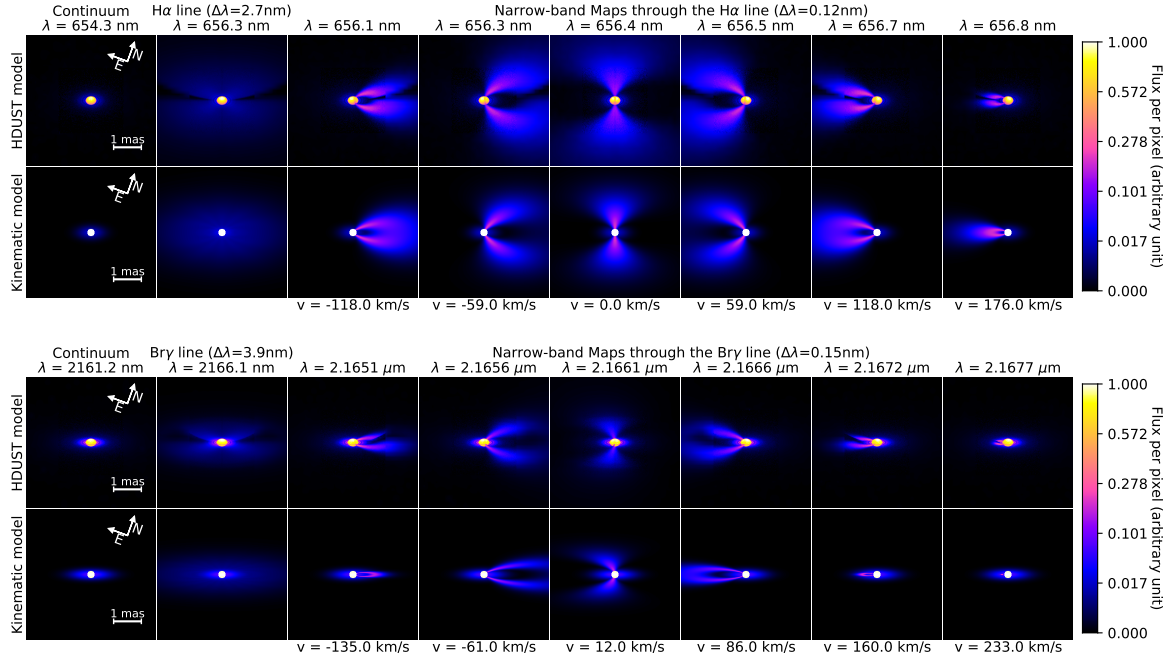 Continuum Hα line (Δλ=2.7nm) Narrow-band Maps through the Hα line (Δλ=0.12nm)
λ = 654.3 nm λ = 656.3 nm λ = 656.1 nm λ = 656.3 nm λ = 656.4 nm λ = 656.5 nm λ = 656.7 nm λ = 656.8 nm
HDUST model
N
E
1 mas
Kinematic model
N
E
1 mas
v = -118.0 km/s v = -59.0 km/s v = 0.0 km/s v = 59.0 km/s v = 118.0 km/s v = 176.0 km/s
1.000
0.572
0.278
0.101
0.017
0.000
Flux per pixel (arbitrary unit)
Continuum Brγ line (Δλ=3.9nm) Narrow-band Maps through the Brγ line (Δλ=0.15nm)
λ = 2161.2 nm λ = 2166.1 nm λ = 2.1651 μm λ = 2.1656 μm λ = 2.1661 μm λ = 2.1666 μm λ = 2.1672 μm λ = 2.1677 μm
HDUST model
N
E
1 mas
Kinematic model
N
E
1 mas
v = -135.0 km/s v = -61.0 km/s v = 12.0 km/s v = 86.0 km/s v = 160.0 km/s v = 233.0 km/s
1.000
0.572
0.278
0.101
0.017
0.000
Flux per pixel (arbitrary unit)